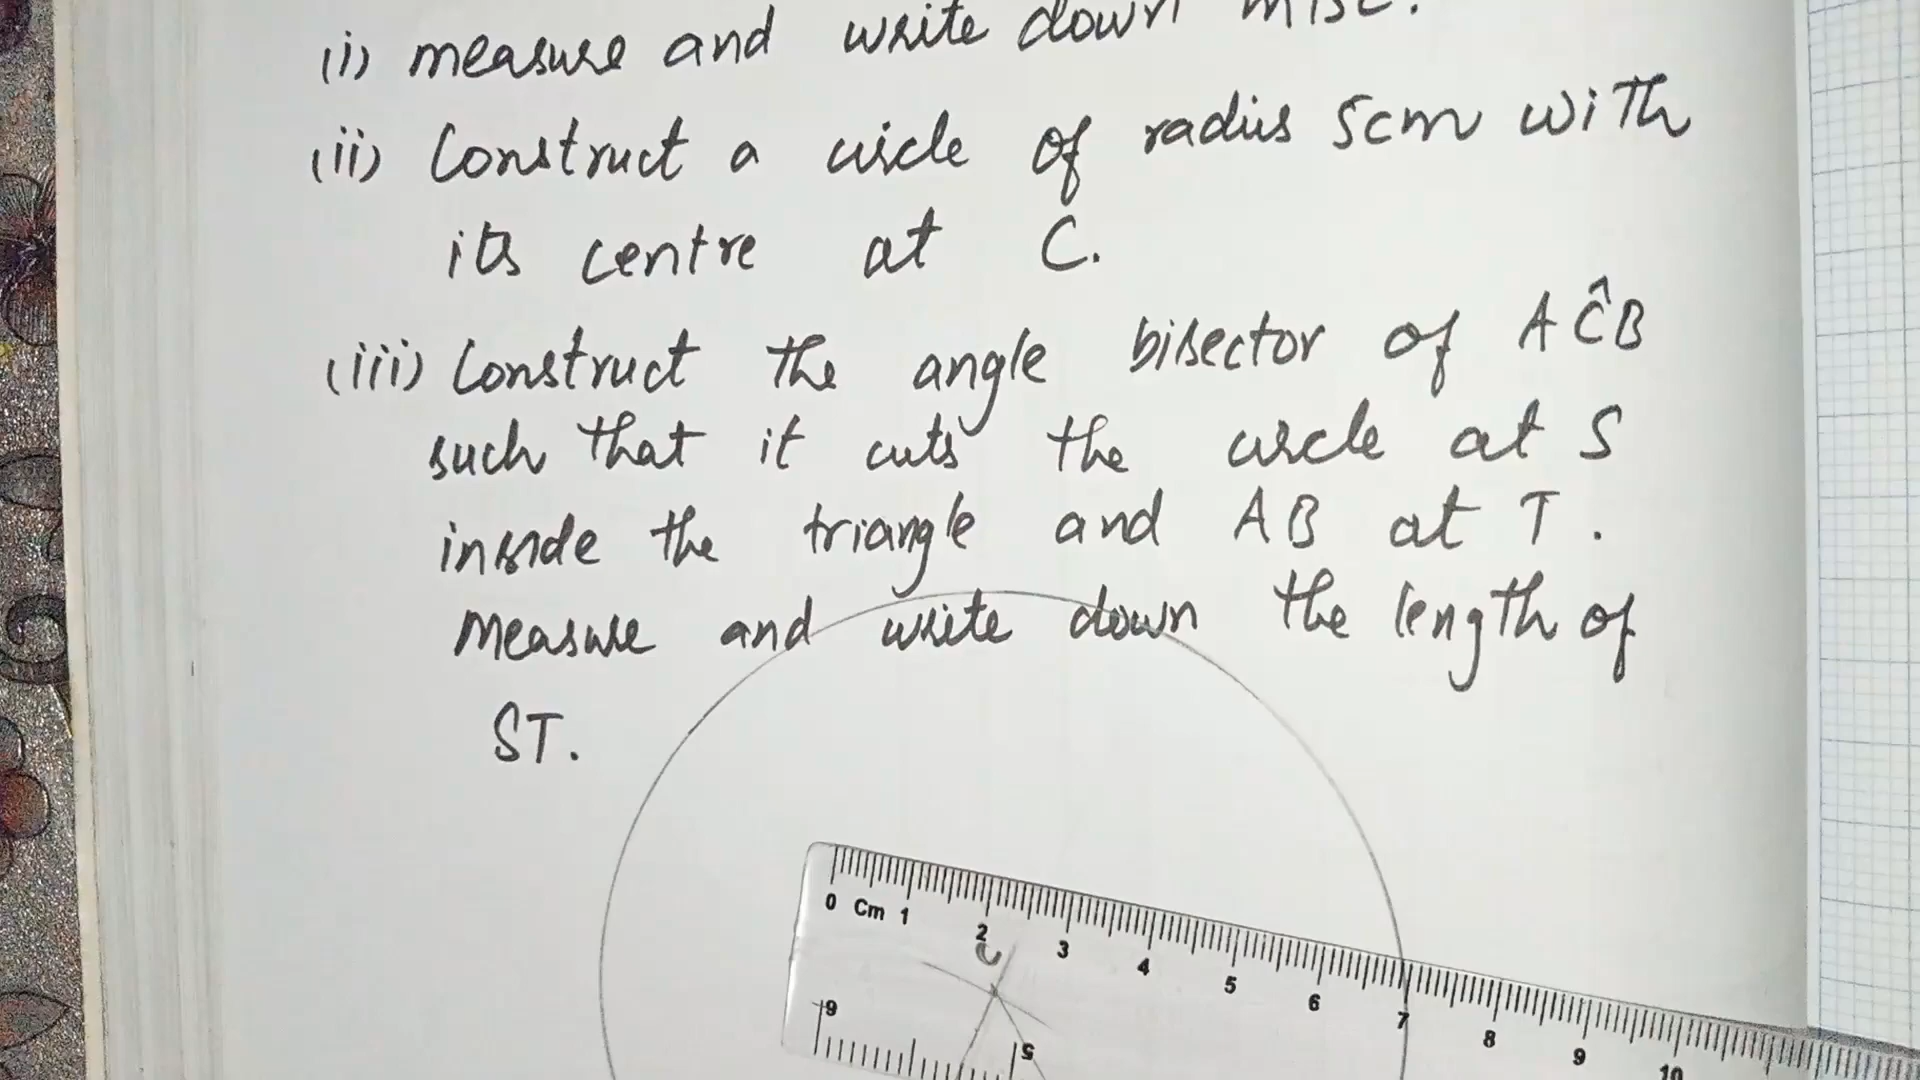 (i) measure and write down
(ii) Construct a circle of radius 5cm with
its centre at C.
(iii) Construct the angle bisector of AĈB
such that it cuts the circle at S
inside the triangle and AB at T.
Measure and write down the length of
ST.
0 Cm 1 2 3 4 5 6 7 8 9 10
C
6 5